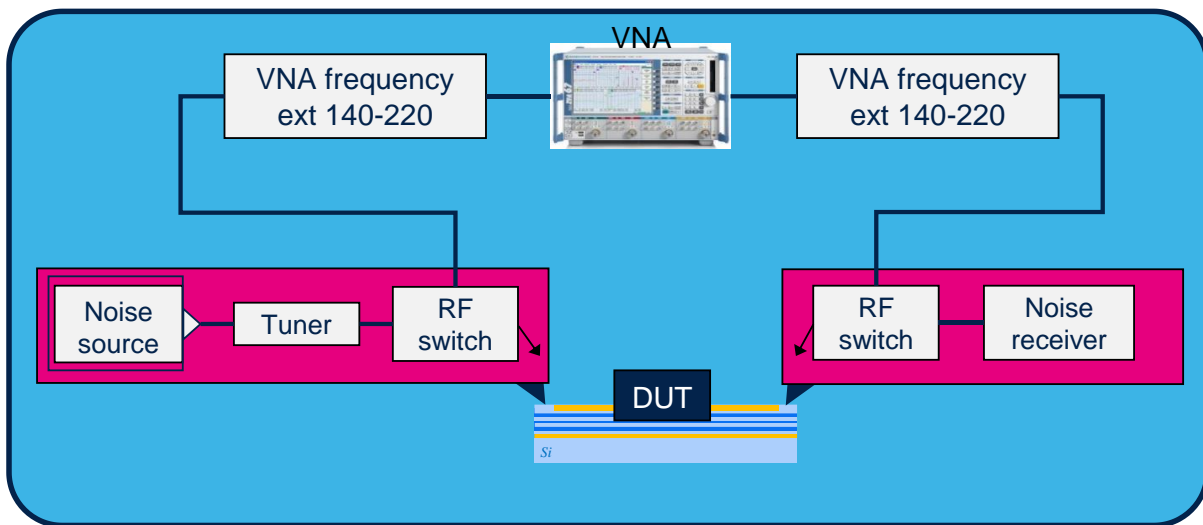 VNA
VNA frequency
ext 140-220
VNA frequency
ext 140-220
Noise
source
Tuner
RF
switch
RF
switch
Noise
receiver
DUT
Si